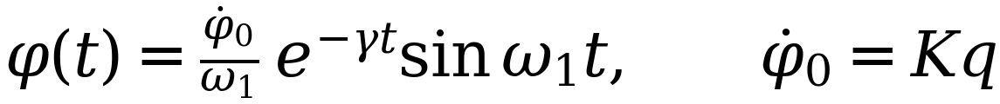 φ(t) = φ̇₀/ω₁ e^(−γt) sin ω₁t, φ̇₀ = Kq